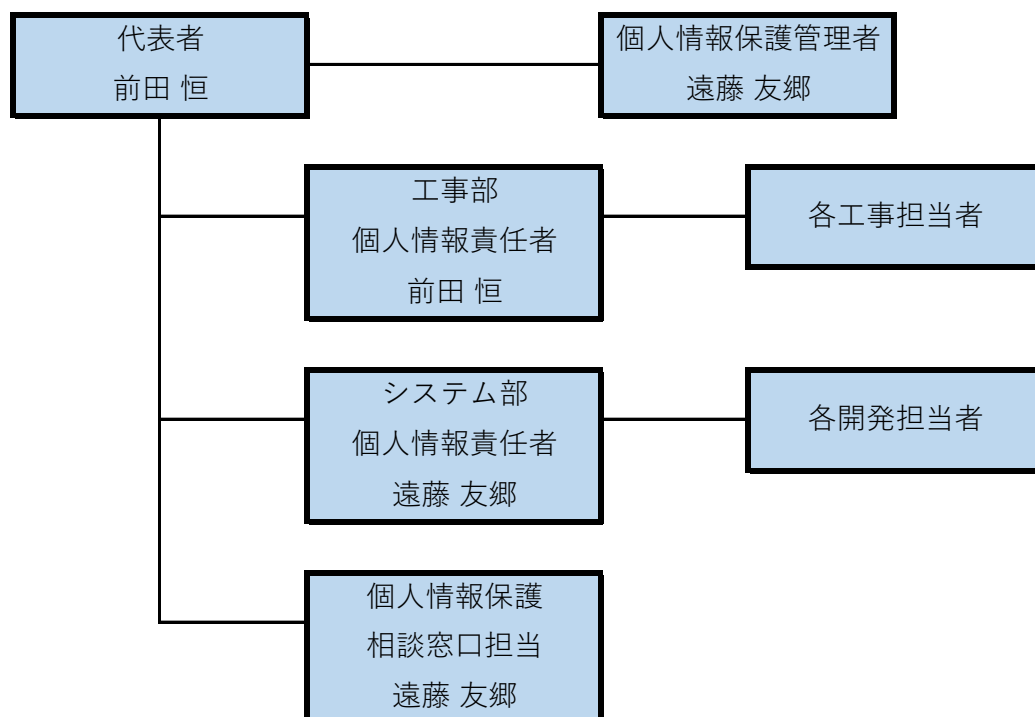 代表者
前田 恒
個人情報保護管理者
遠藤 友郷
工事部
個人情報責任者
前田 恒
各工事担当者
システム部
個人情報責任者
遠藤 友郷
各開発担当者
個人情報保護
相談窓口担当
遠藤 友郷